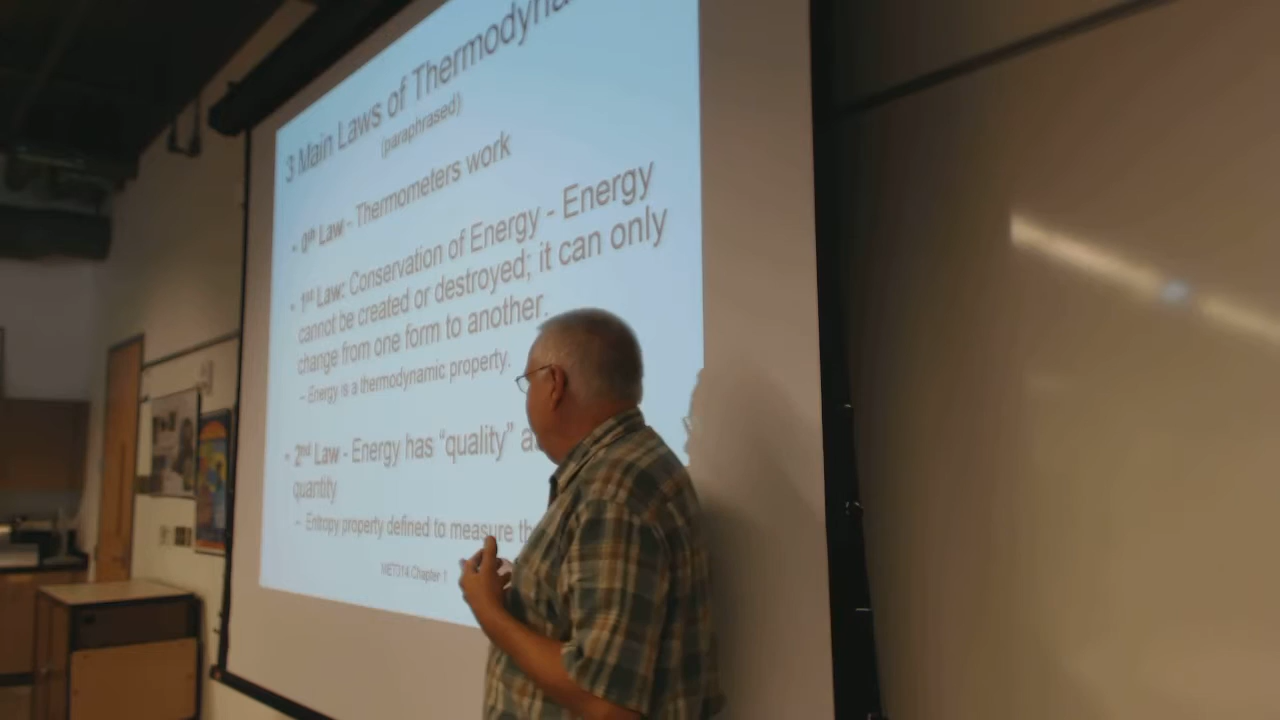 3 Main Laws of Thermodyna
(paraphrased)
- 0th Law - Thermometers work
- 1st Law: Conservation of Energy - Energy
cannot be created or destroyed; it can only
change from one form to another.
– Energy is a thermodynamic property.
- 2nd Law - Energy has “quality” a
quantity
– Entropy property defined to measure th
MET314 Chapter 1